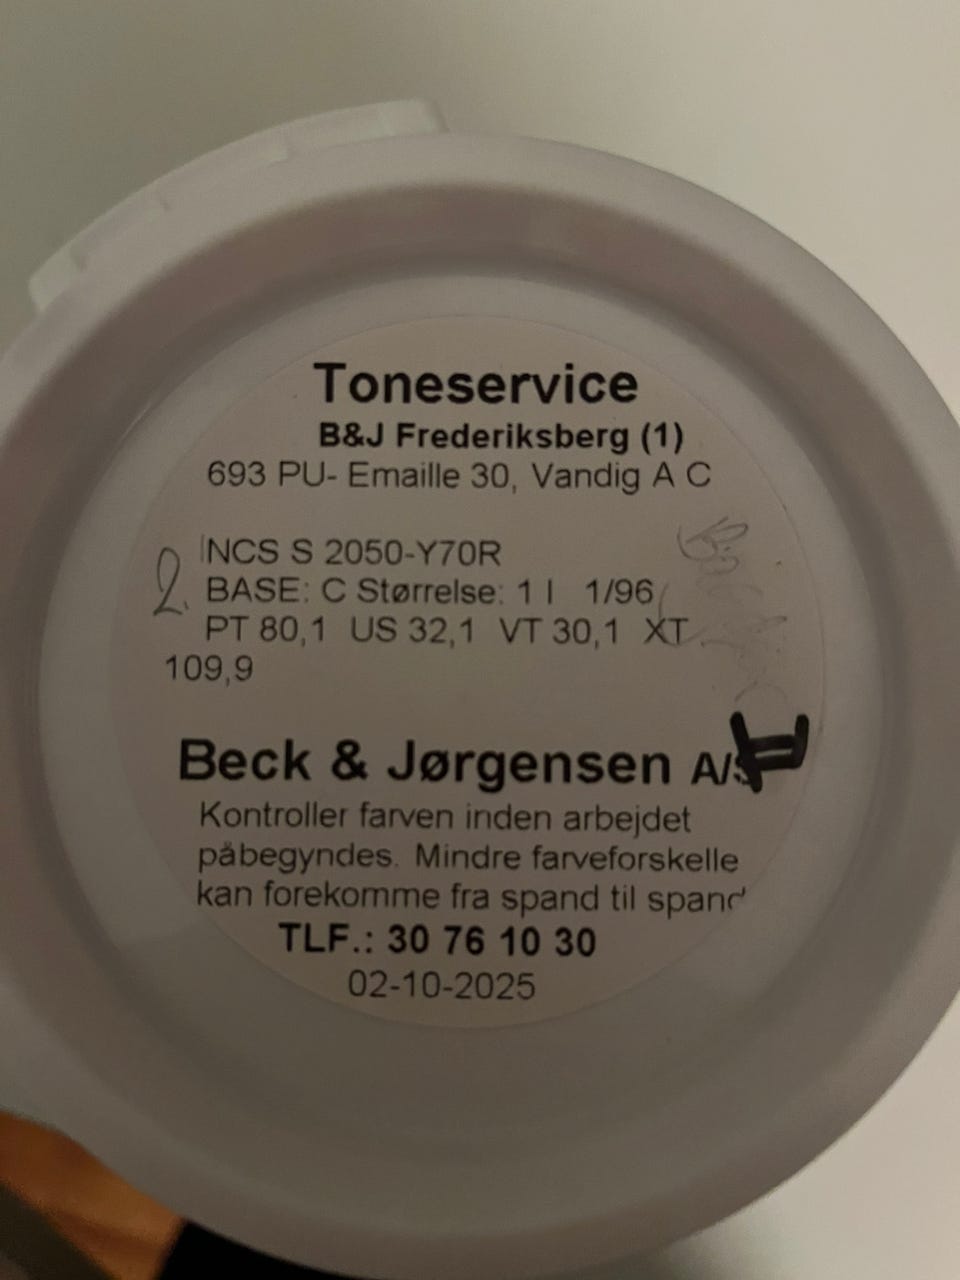 Toneservice
B&J Frederiksberg (1)
693 PU- Emaille 30, Vandig A C
NCS S 2050-Y70R
2. BASE: C Størrelse: 1 l 1/96
PT 80,1 US 32,1 VT 30,1 XT
109,9
Beck & Jørgensen A/S
Kontroller farven inden arbejdet
påbegyndes. Mindre farveforskelle
kan forekomme fra spand til spand
TLF.: 30 76 10 30
02-10-2025